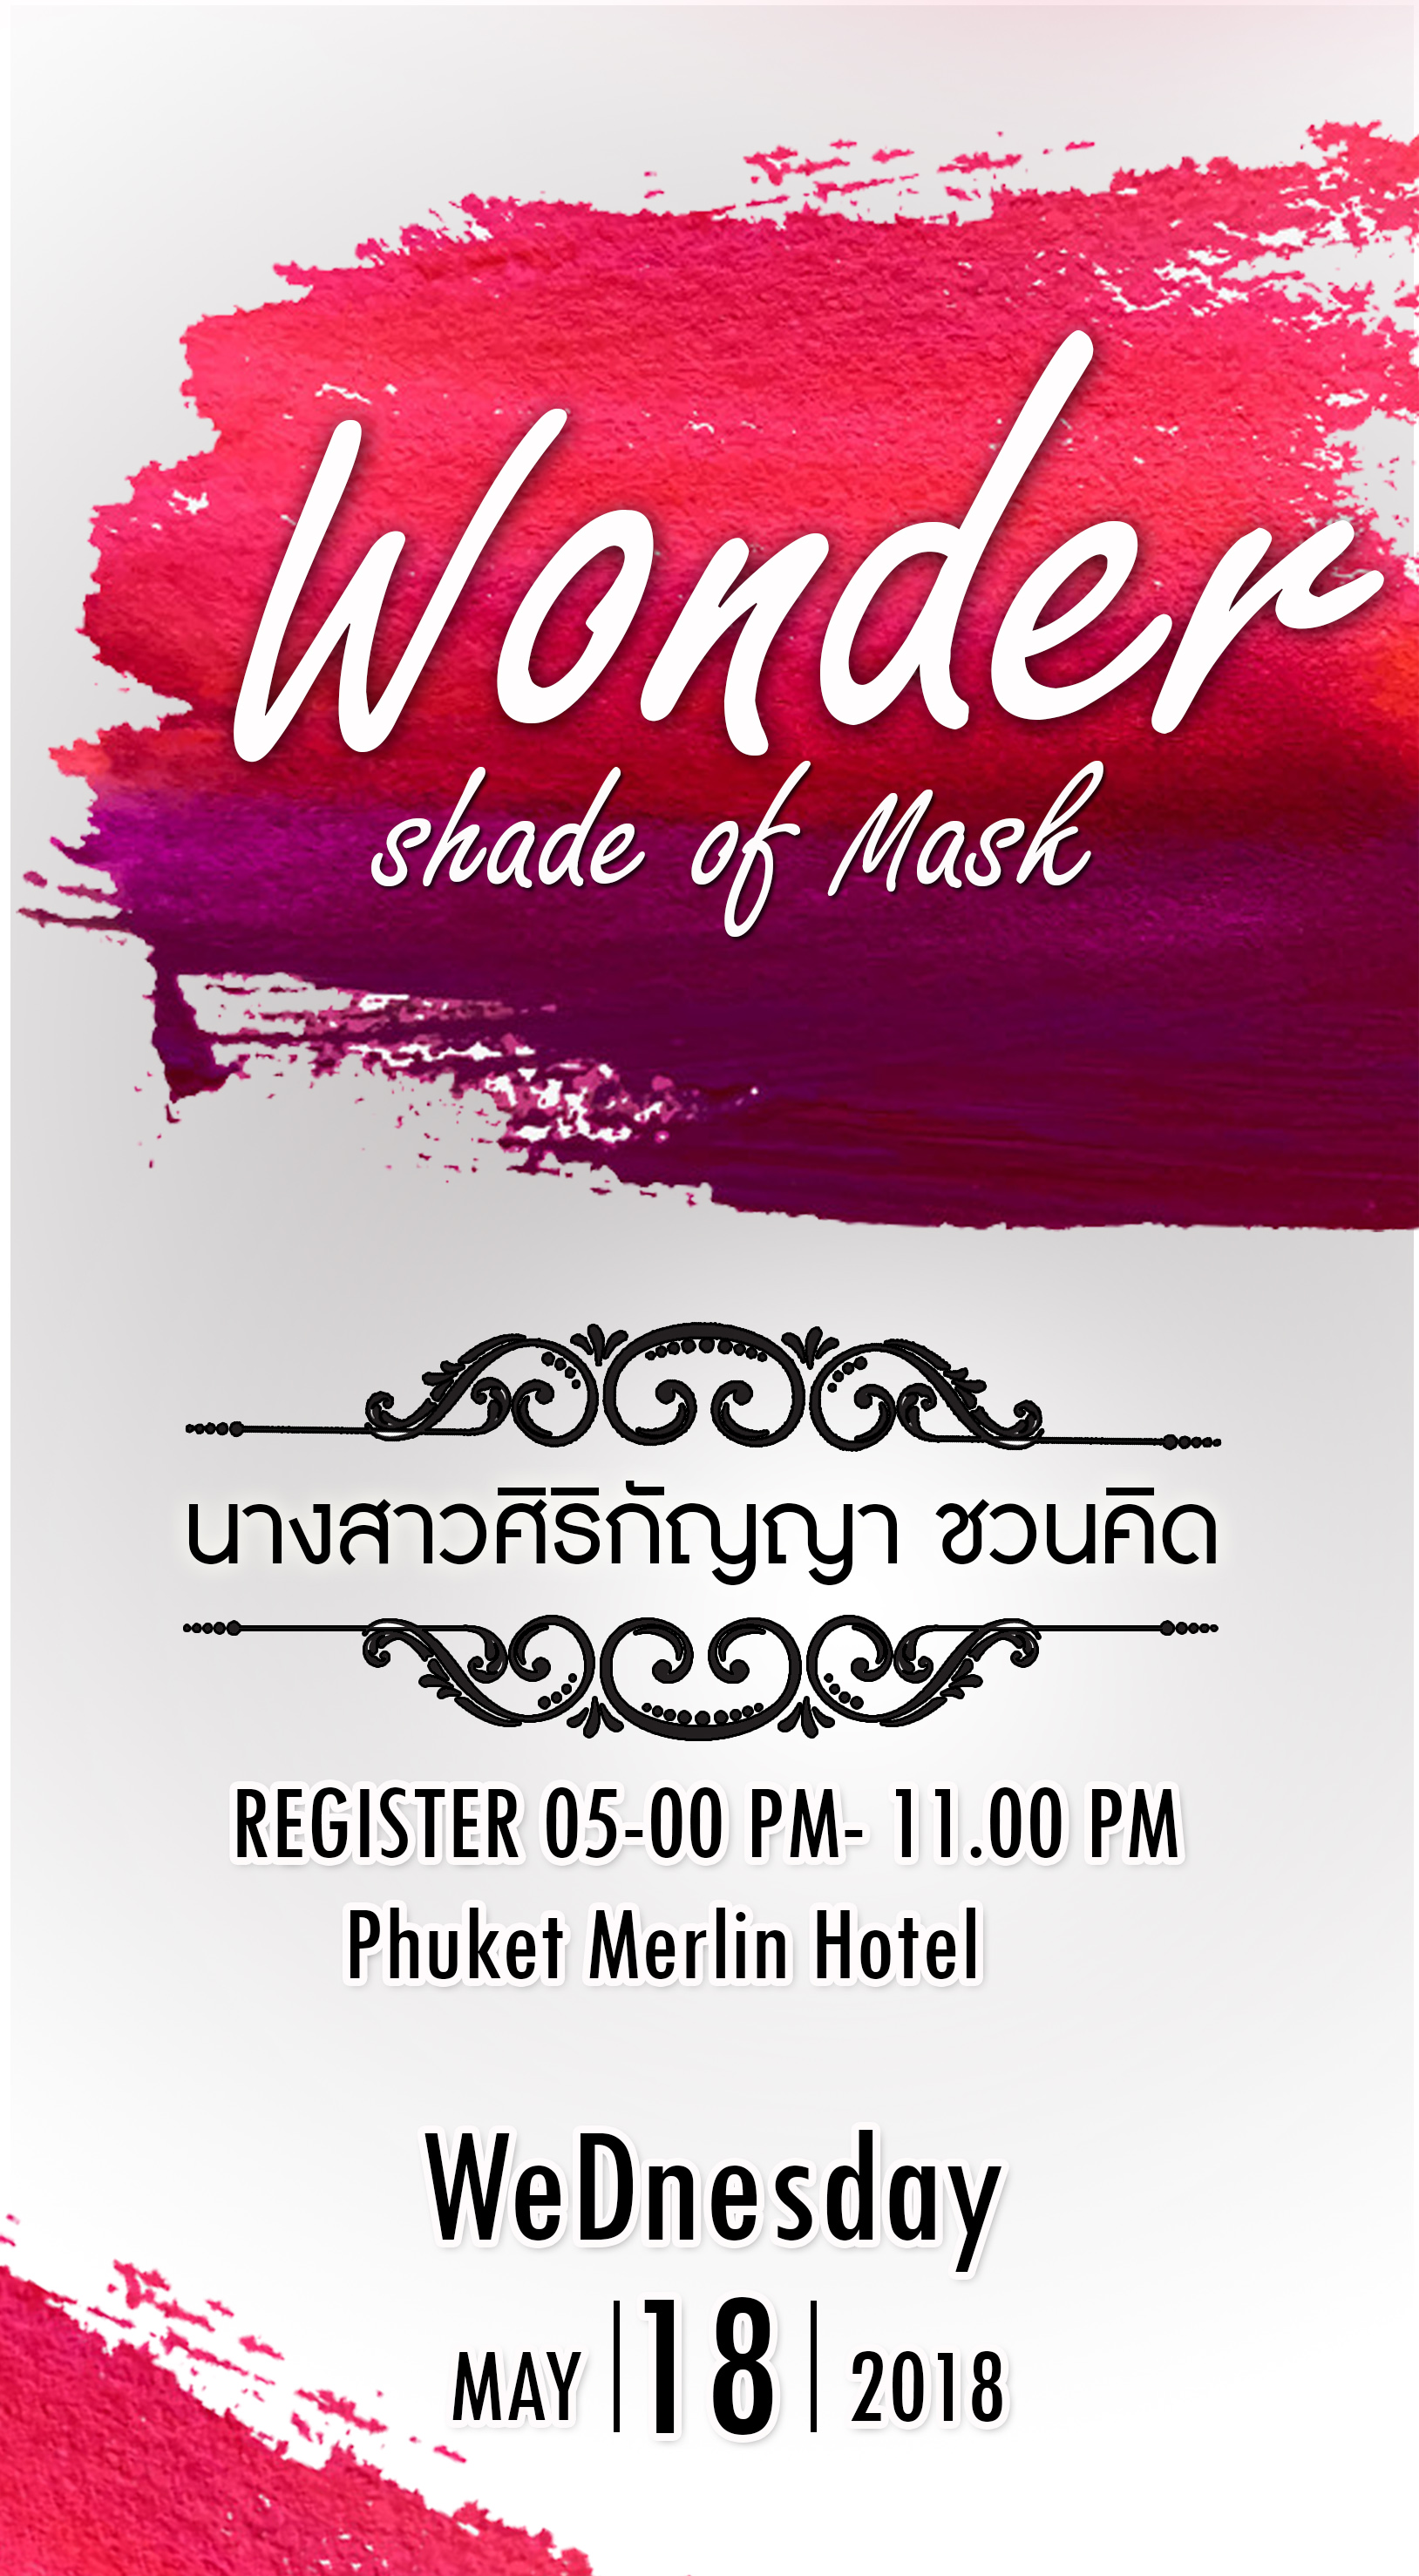 Wonder
shade of Mask
นางสาวศิริกัญญา ชวนคิด
REGISTER 05-00 PM- 11.00 PM
Phuket Merlin Hotel
WeDnesday
MAY |18| 2018